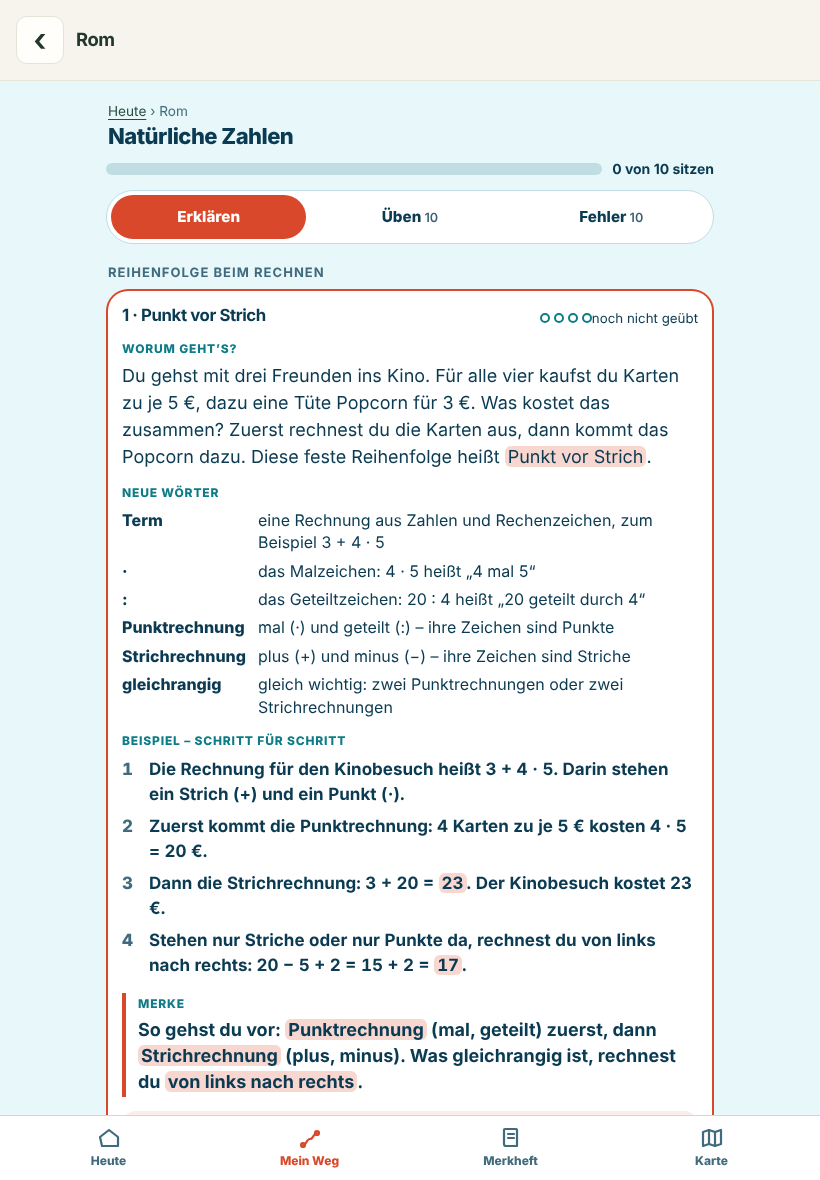 Rom
Heute › Rom
Natürliche Zahlen
0 von 10 sitzen
Erklären
Üben 10
Fehler 10
REIHENFOLGE BEIM RECHNEN
1 · Punkt vor Strich
noch nicht geübt
WORUM GEHT'S?
Du gehst mit drei Freunden ins Kino. Für alle vier kaufst du Karten
zu je 5 €, dazu eine Tüte Popcorn für 3 €. Was kostet das
zusammen? Zuerst rechnest du die Karten aus, dann kommt das
Popcorn dazu. Diese feste Reihenfolge heißt Punkt vor Strich.
NEUE WÖRTER
Term eine Rechnung aus Zahlen und Rechenzeichen, zum
Beispiel 3 + 4 · 5
· das Malzeichen: 4 · 5 heißt „4 mal 5“
: das Geteiltzeichen: 20 : 4 heißt „20 geteilt durch 4“
Punktrechnung mal (·) und geteilt (:) – ihre Zeichen sind Punkte
Strichrechnung plus (+) und minus (−) – ihre Zeichen sind Striche
gleichrangig gleich wichtig: zwei Punktrechnungen oder zwei
Strichrechnungen
BEISPIEL – SCHRITT FÜR SCHRITT
1 Die Rechnung für den Kinobesuch heißt 3 + 4 · 5. Darin stehen
ein Strich (+) und ein Punkt (·).
2 Zuerst kommt die Punktrechnung: 4 Karten zu je 5 € kosten 4 · 5
= 20 €.
3 Dann die Strichrechnung: 3 + 20 = 23. Der Kinobesuch kostet 23
€.
4 Stehen nur Striche oder nur Punkte da, rechnest du von links
nach rechts: 20 − 5 + 2 = 15 + 2 = 17.
MERKE
So gehst du vor: Punktrechnung (mal, geteilt) zuerst, dann
Strichrechnung (plus, minus). Was gleichrangig ist, rechnest
du von links nach rechts.
Heute
Mein Weg
Merkheft
Karte